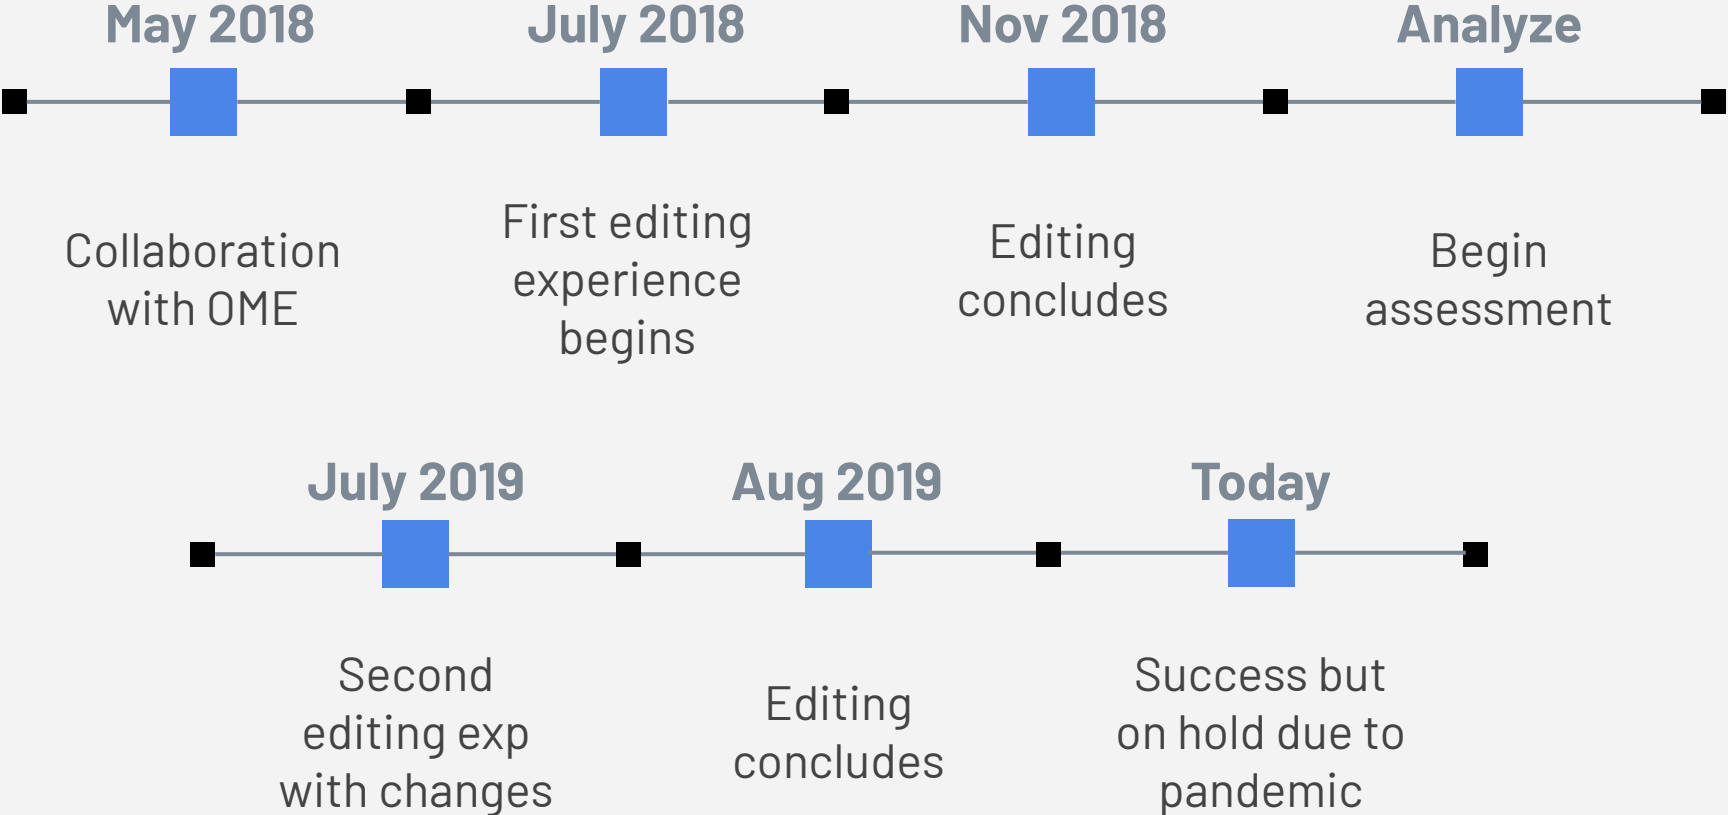 May 2018
July 2018
Nov 2018
Analyze
Collaboration
with OME
First editing
experience
begins
Editing
concludes
Begin
assessment
July 2019
Aug 2019
Today
Second
editing exp
with changes
Editing
concludes
Success but
on hold due to
pandemic